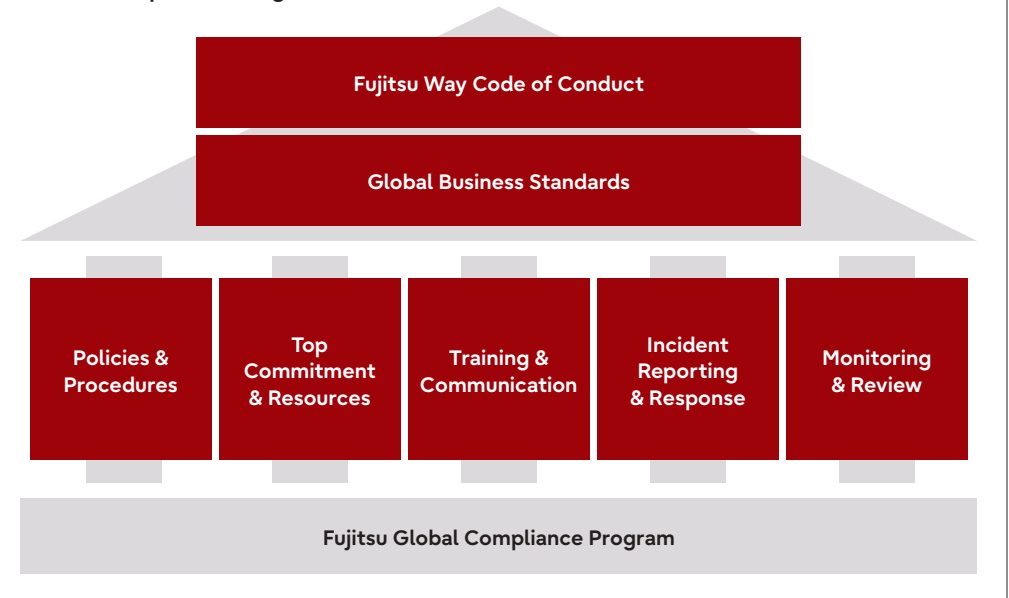 Fujitsu Way Code of Conduct
Global Business Standards
Policies &
Procedures
Top
Commitment
& Resources
Training &
Communication
Incident
Reporting
& Response
Monitoring
& Review
Fujitsu Global Compliance Program